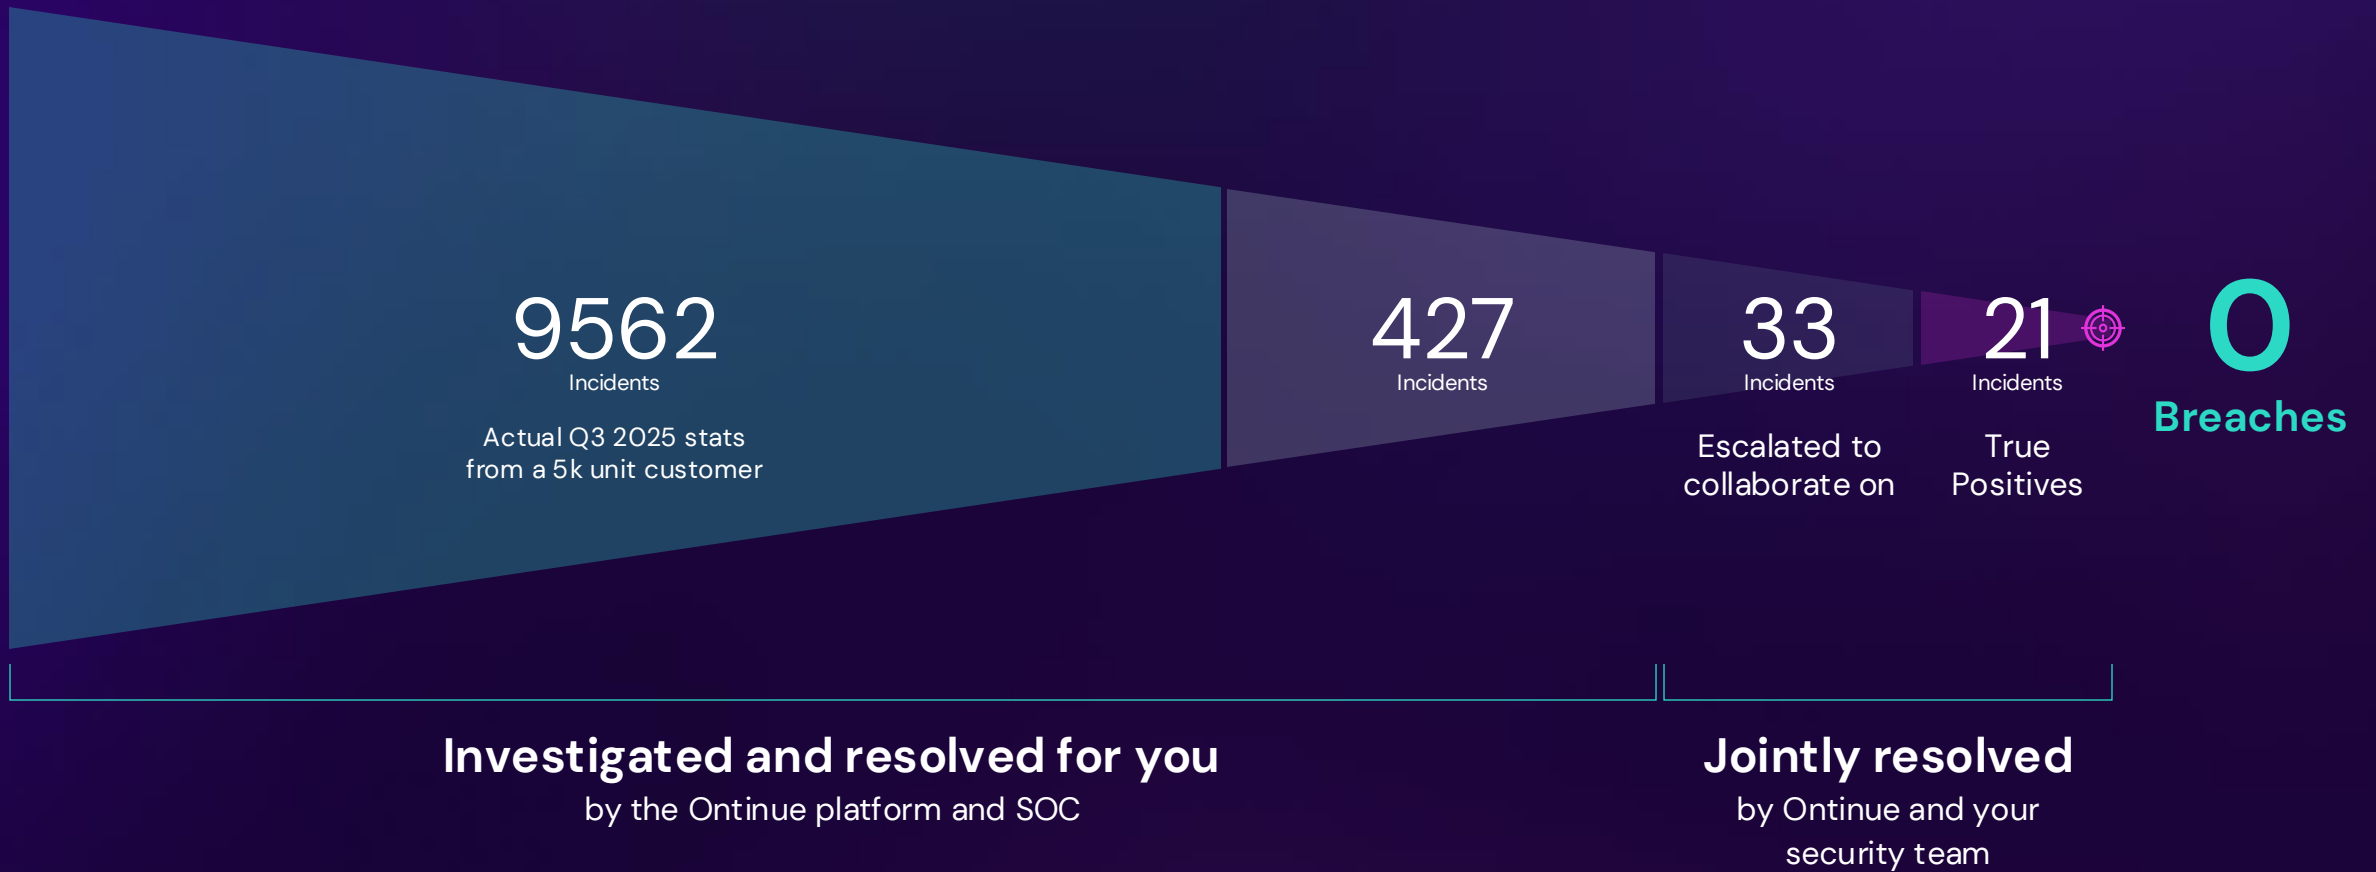 9562
Incidents
Actual Q3 2025 stats
from a 5k unit customer
427
Incidents
33
Incidents
Escalated to
collaborate on
21
Incidents
True
Positives
0
Breaches
Investigated and resolved for you
by the Ontinue platform and SOC
Jointly resolved
by Ontinue and your
security team